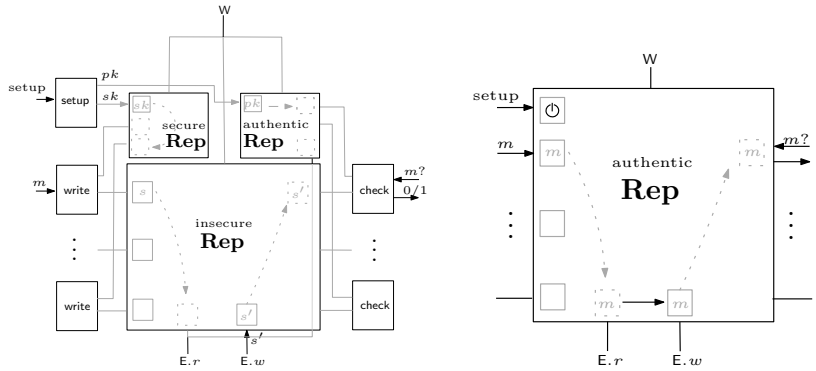 W
setup
setup
pk
sk
sk
secure
Rep
pk
authentic
Rep
m
write
s
s'
insecure
Rep
check
m?
0/1
write
s'
check
s'
E.r
E.w
W
setup
m
m
authentic
Rep
m
m?
m
m
E.r
E.w